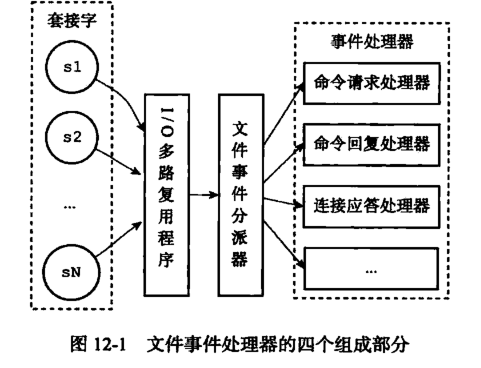 套接字
s1
s2
...
sN
I/O多路复用程序
文件事件分派器
事件处理器
命令请求处理器
命令回复处理器
连接应答处理器
...
图 12-1 文件事件处理器的四个组成部分